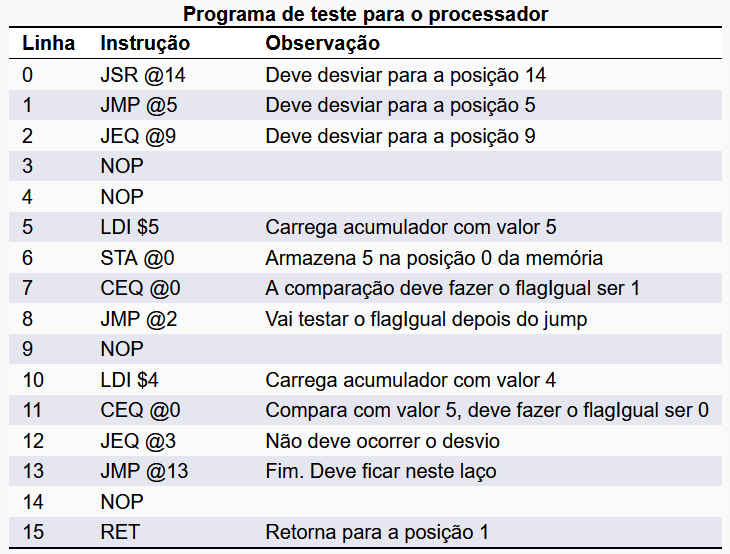 Programa de teste para o processador
Linha Instrução Observação
0 JSR @14 Deve desviar para a posição 14
1 JMP @5 Deve desviar para a posição 5
2 JEQ @9 Deve desviar para a posição 9
3 NOP
4 NOP
5 LDI $5 Carrega acumulador com valor 5
6 STA @0 Armazena 5 na posição 0 da memória
7 CEQ @0 A comparação deve fazer o flagIgual ser 1
8 JMP @2 Vai testar o flagIgual depois do jump
9 NOP
10 LDI $4 Carrega acumulador com valor 4
11 CEQ @0 Compara com valor 5, deve fazer o flagIgual ser 0
12 JEQ @3 Não deve ocorrer o desvio
13 JMP @13 Fim. Deve ficar neste laço
14 NOP
15 RET Retorna para a posição 1